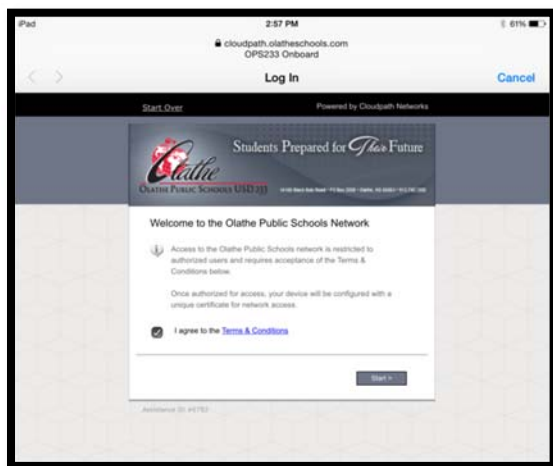 iPad 2:57 PM 61%
cloudpath.olatheschools.com
OPS233 Onboard
Log In Cancel
Start Over Powered by Cloudpath Networks
Students Prepared for Their Future
Olathe
OLATHE PUBLIC SCHOOLS USD 233
Welcome to the Olathe Public Schools Network
Access to the Olathe Public Schools network is restricted to
authorized users and requires acceptance of the Terms &
Conditions below.
Once authorized for access, your device will be configured with a
unique certificate for network access.
I agree to the Terms & Conditions
Start >
Assistance ID